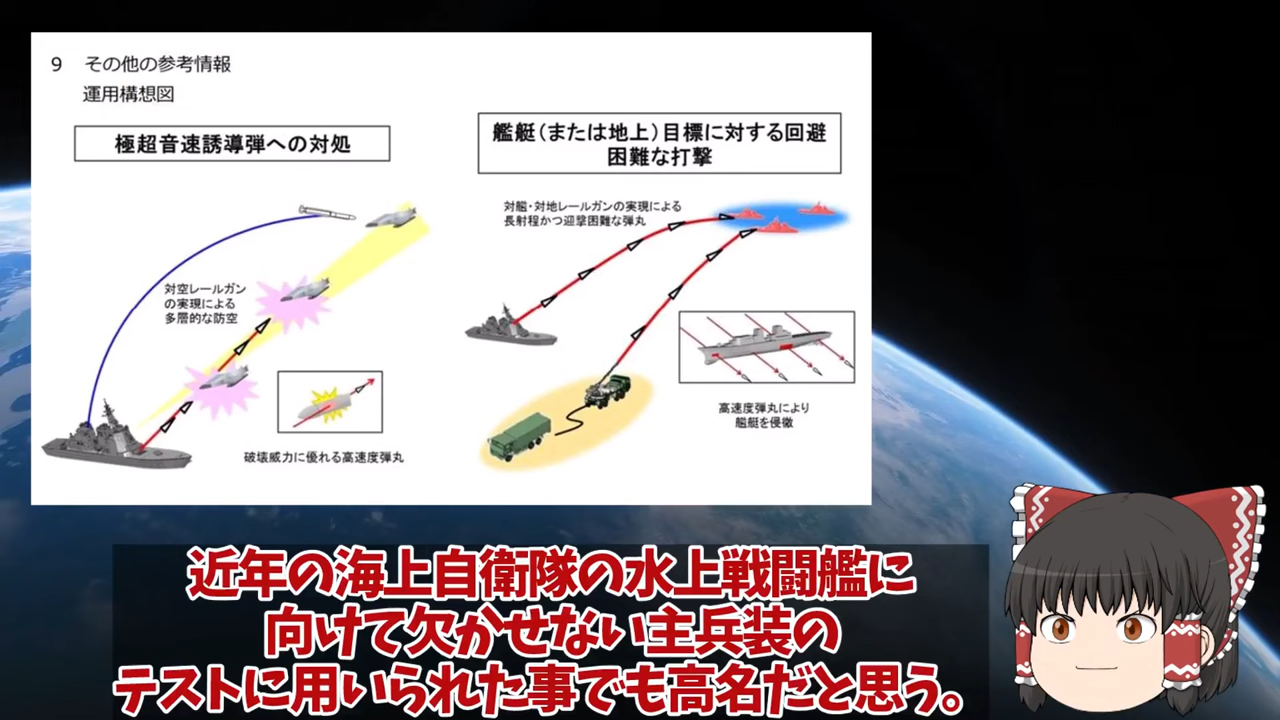 9 その他の参考情報
運用構想図
極超音速誘導弾への対処
対空レールガン
の実現による
多層的な防空
破壊威力に優れる高速度弾丸
艦艇(または地上)目標に対する回避
困難な打撃
対艦・対地レールガンの実現による
長射程かつ迎撃困難な弾丸
高速度弾丸により
艦艇を侵徹
近年の海上自衛隊の水上戦闘艦に
向けて欠かせない主兵装の
テストに用いられた事でも高名だと思う。